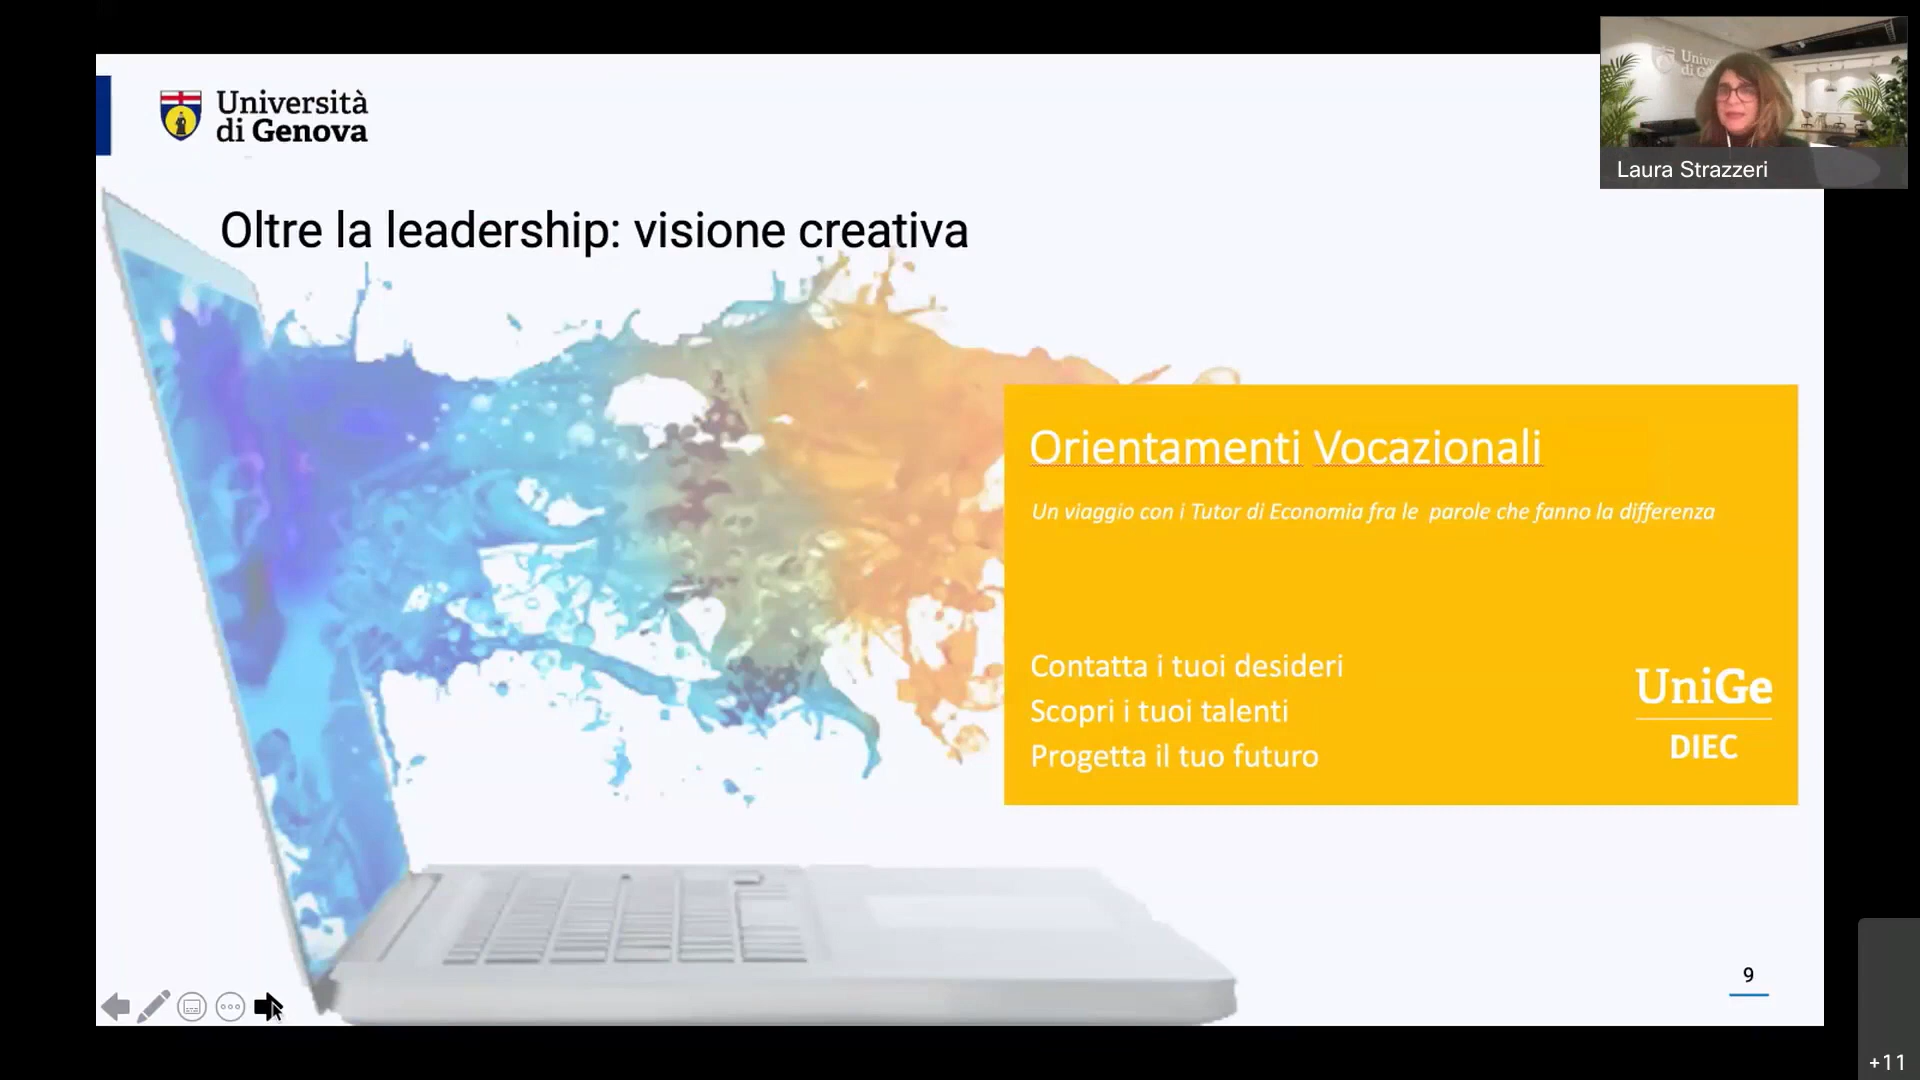 Università
di Genova
Laura Strazzeri
Oltre la leadership: visione creativa
Orientamenti Vocazionali
Un viaggio con i Tutor di Economia fra le parole che fanno la differenza
Contatta i tuoi desideri
Scopri i tuoi talenti
Progetta il tuo futuro
UniGe
DIEC
9
+11